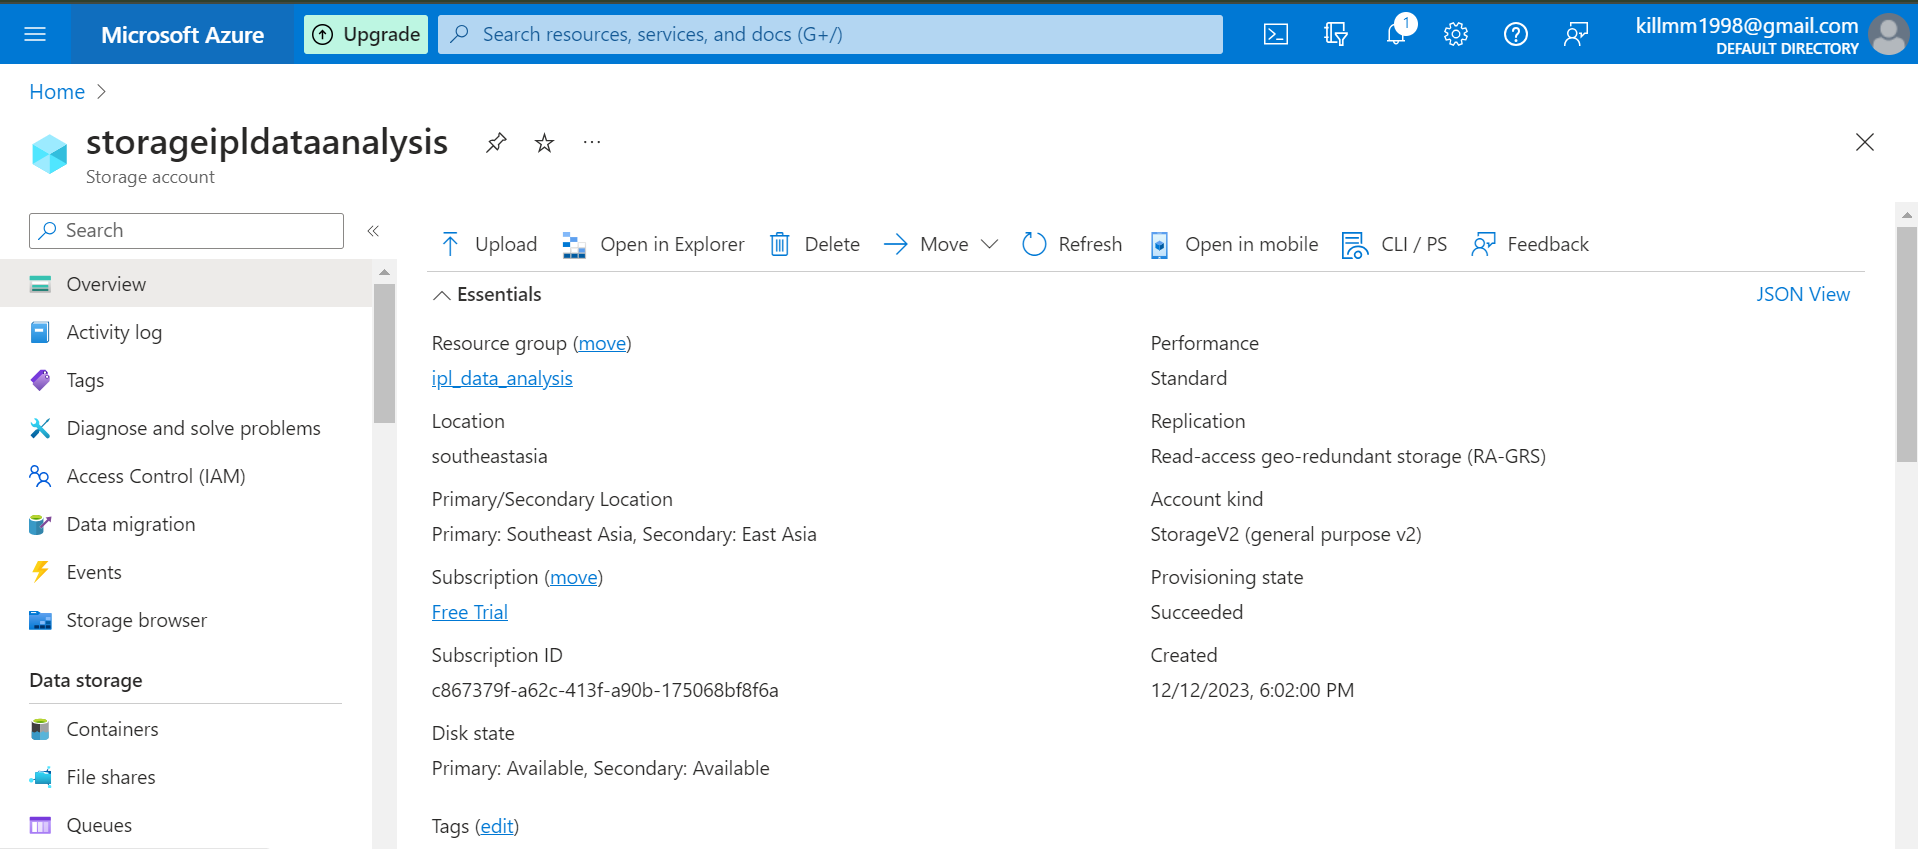 Microsoft Azure
Upgrade
Search resources, services, and docs (G+/)
1
killmm1998@gmail.com
DEFAULT DIRECTORY
Home
storageipldataanalysis
Storage account
Search
Overview
Activity log
Tags
Diagnose and solve problems
Access Control (IAM)
Data migration
Events
Storage browser
Data storage
Containers
File shares
Queues
Upload
Open in Explorer
Delete
Move
Refresh
Open in mobile
CLI / PS
Feedback
Essentials
JSON View
Resource group (move)
ipl_data_analysis
Location
southeastasia
Primary/Secondary Location
Primary: Southeast Asia, Secondary: East Asia
Subscription (move)
Free Trial
Subscription ID
c867379f-a62c-413f-a90b-175068bf8f6a
Disk state
Primary: Available, Secondary: Available
Tags (edit)
Performance
Standard
Replication
Read-access geo-redundant storage (RA-GRS)
Account kind
StorageV2 (general purpose v2)
Provisioning state
Succeeded
Created
12/12/2023, 6:02:00 PM